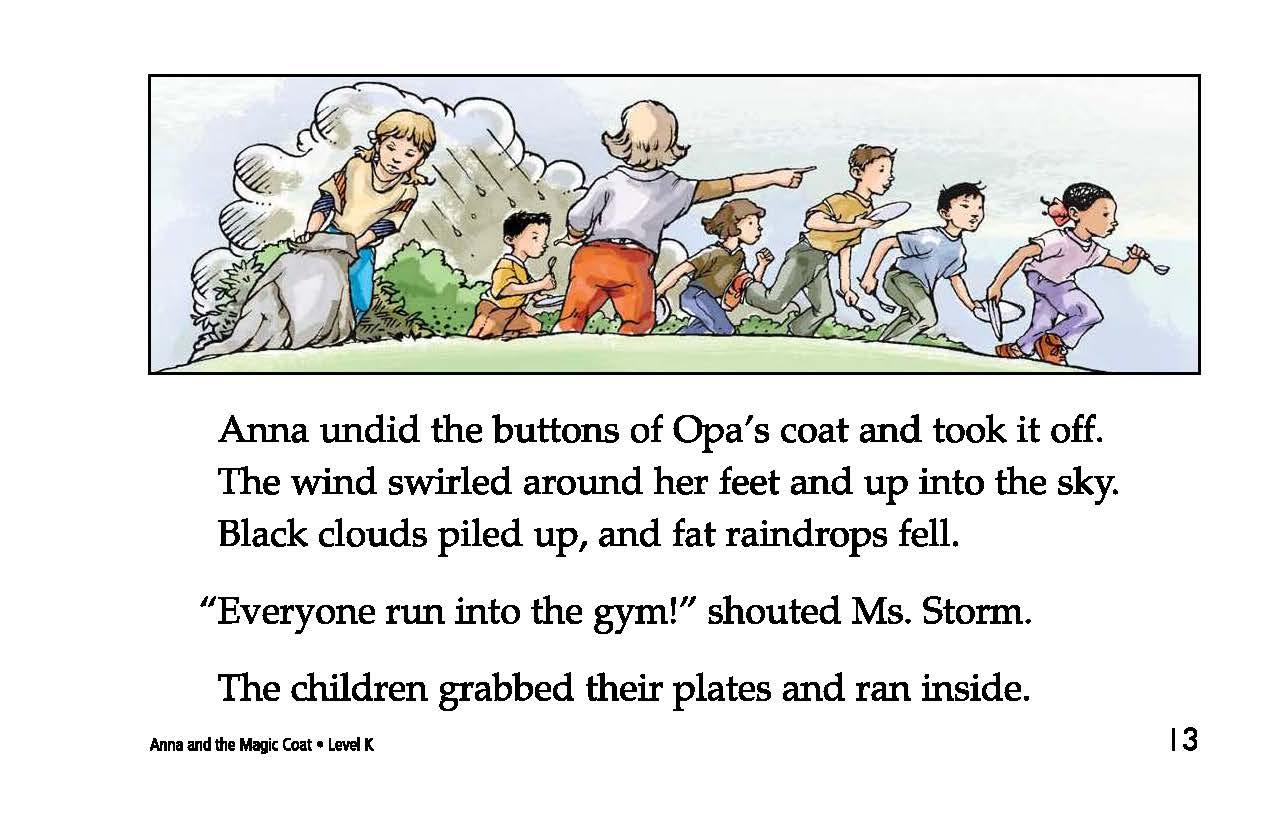 Anna undid the buttons of Opa’s coat and took it off.
The wind swirled around her feet and up into the sky.
Black clouds piled up, and fat raindrops fell.
“Everyone run into the gym!” shouted Ms. Storm.
The children grabbed their plates and ran inside.
Anna and the Magic Coat • Level K
13